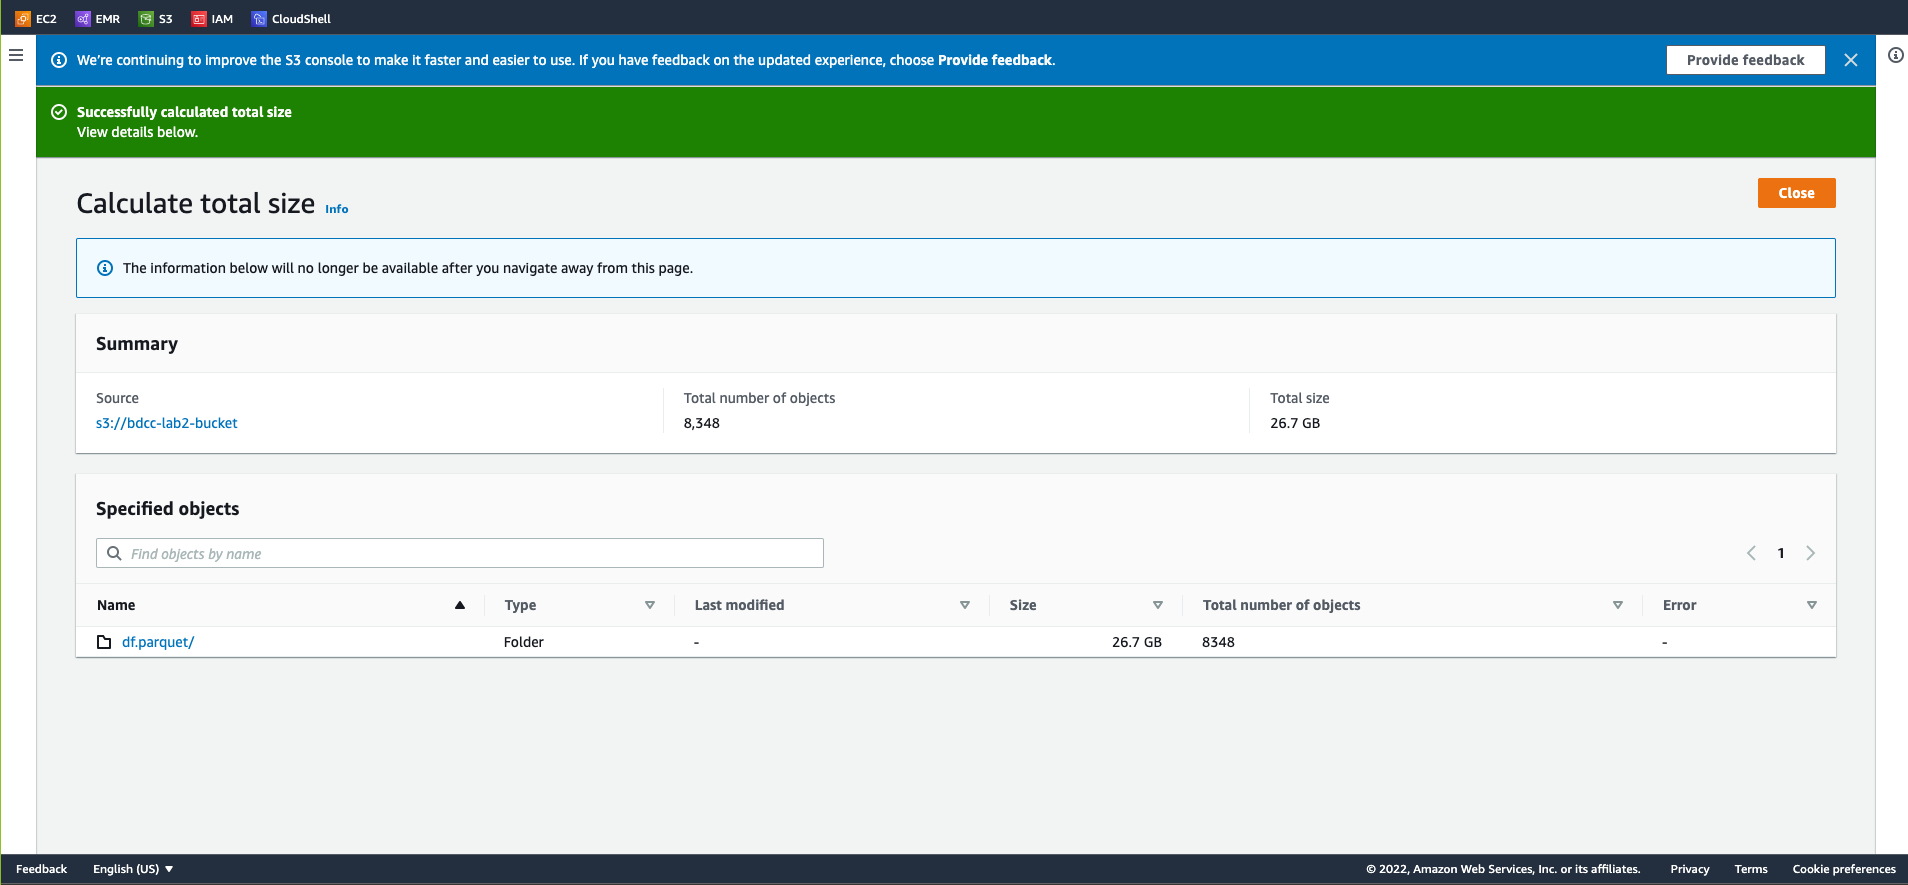 EC2 EMR S3 IAM CloudShell
We're continuing to improve the S3 console to make it faster and easier to use. If you have feedback on the updated experience, choose Provide feedback. Provide feedback
Successfully calculated total size
View details below.
Calculate total size Info Close
The information below will no longer be available after you navigate away from this page.
Summary
Source Total number of objects Total size
s3://bdcc-lab2-bucket 8,348 26.7 GB
Specified objects
Find objects by name 1
Name Type Last modified Size Total number of objects Error
df.parquet/ Folder - 26.7 GB 8348 -
Feedback English (US) © 2022, Amazon Web Services, Inc. or its affiliates. Privacy Terms Cookie preferences